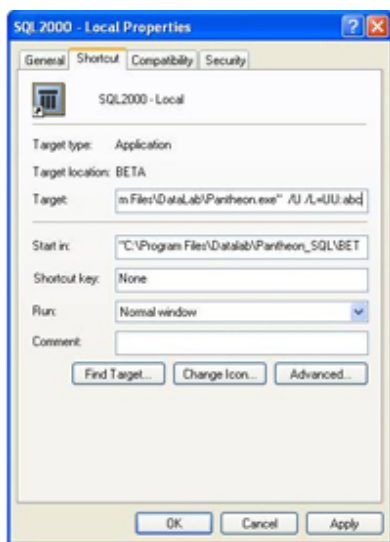 SQL2000 - Local Properties
General Shortcut Compatibility Security
SQL2000 - Local
Target type: Application
Target location: BETA
Target: m Files\DataLab\Pantheon.exe" /U /L=UU:abc
Start in: "C:\Program Files\Datalab\Pantheon_SQL\BET
Shortcut key: None
Run: Normal window
Comment:
Find Target... Change Icon... Advanced...
OK Cancel Apply